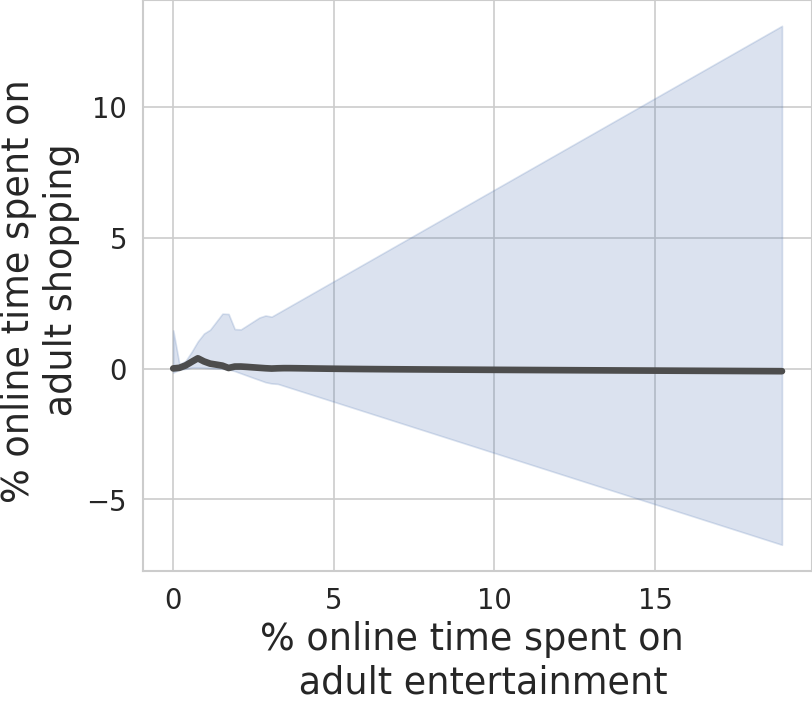 % online time spent on
adult shopping
10
5
0
−5
0
5
10
15
% online time spent on
adult entertainment